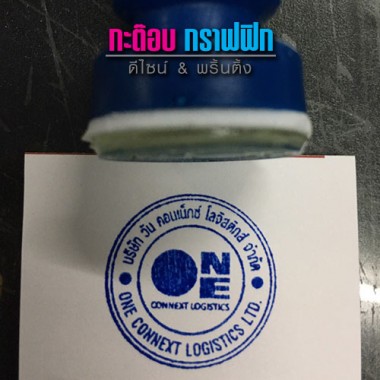 กะต๊อบ กราฟฟิก
ดีไซน์ & พริ้นติ้ง
บริษัท วัน คอนเน็กซ์ โลจิสติกส์ จำกัด
ONE
CONNEXT LOGISTICS
ONE CONNEXT LOGISTICS LTD.